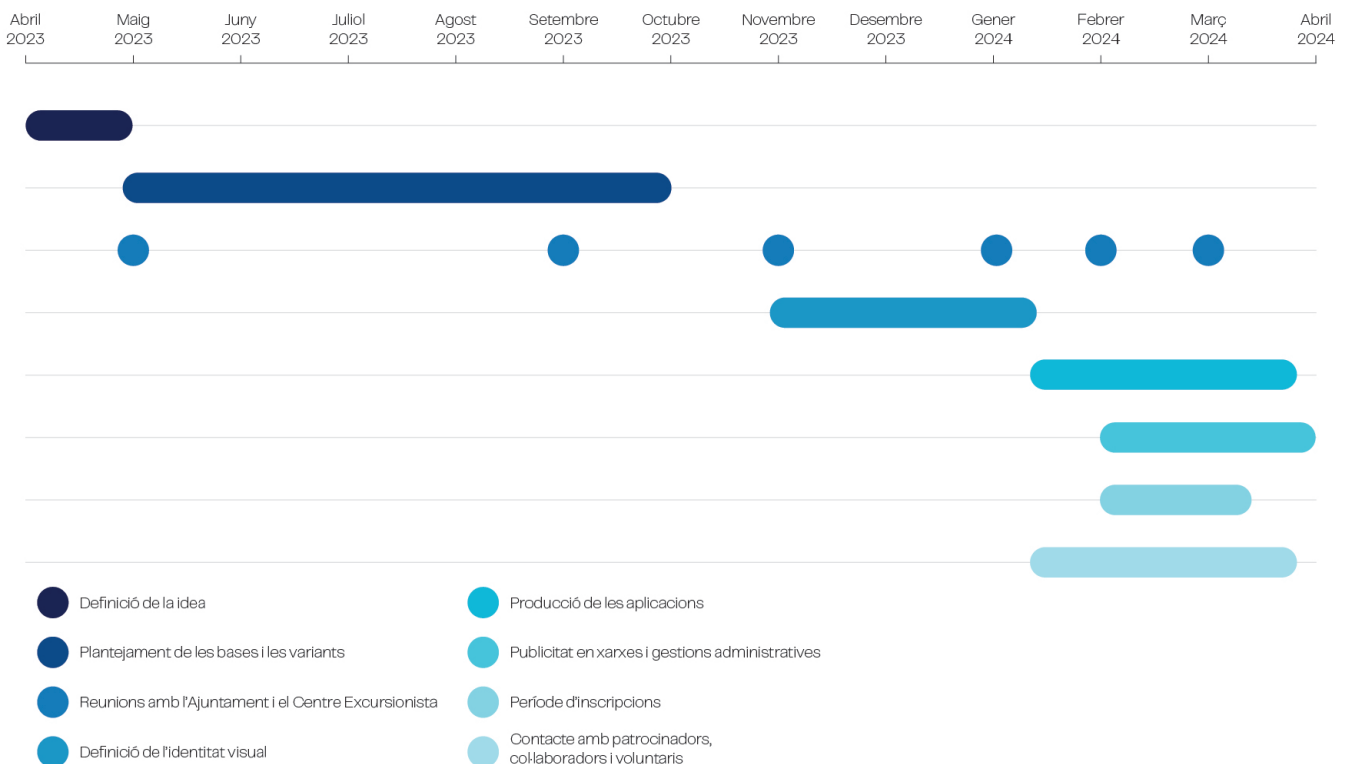 Abril Maig Juny Juliol Agost Setembre Octubre Novembre Desembre Gener Febrer Març Abril
2023 2023 2023 2023 2023 2023 2023 2023 2023 2024 2024 2024 2024
Definició de la idea
Plantejament de les bases i les variants
Reunions amb l'Ajuntament i el Centre Excursionista
Definició de l'identitat visual
Producció de les aplicacions
Publicitat en xarxes i gestions administratives
Període d'inscripcions
Contacte amb patrocinadors,
col·laboradors i voluntaris